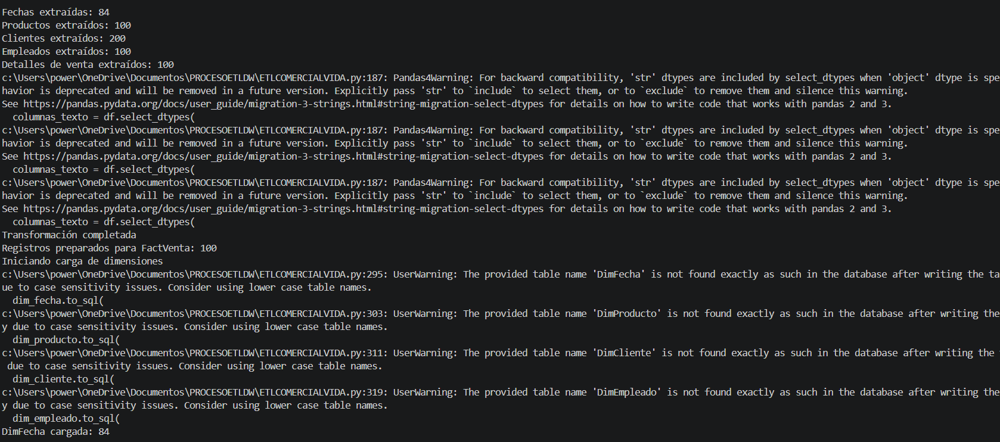 Fechas extraídas: 84
Productos extraídos: 100
Clientes extraídos: 200
Empleados extraídos: 100
Detalles de venta extraídos: 100
c:\Users\power\OneDrive\Documentos\PROCESOETLDW\ETLCOMERCIALVIDA.py:187: Pandas4Warning: For backward compatibility, 'str' dtypes are included by select_dtypes when 'object' dtype is spe
havior is deprecated and will be removed in a future version. Explicitly pass 'str' to `include` to select them, or to `exclude` to remove them and silence this warning.
See https://pandas.pydata.org/docs/user_guide/migration-3-strings.html#string-migration-select-dtypes for details on how to write code that works with pandas 2 and 3.
  columnas_texto = df.select_dtypes(
c:\Users\power\OneDrive\Documentos\PROCESOETLDW\ETLCOMERCIALVIDA.py:187: Pandas4Warning: For backward compatibility, 'str' dtypes are included by select_dtypes when 'object' dtype is spe
havior is deprecated and will be removed in a future version. Explicitly pass 'str' to `include` to select them, or to `exclude` to remove them and silence this warning.
See https://pandas.pydata.org/docs/user_guide/migration-3-strings.html#string-migration-select-dtypes for details on how to write code that works with pandas 2 and 3.
  columnas_texto = df.select_dtypes(
c:\Users\power\OneDrive\Documentos\PROCESOETLDW\ETLCOMERCIALVIDA.py:187: Pandas4Warning: For backward compatibility, 'str' dtypes are included by select_dtypes when 'object' dtype is spe
havior is deprecated and will be removed in a future version. Explicitly pass 'str' to `include` to select them, or to `exclude` to remove them and silence this warning.
See https://pandas.pydata.org/docs/user_guide/migration-3-strings.html#string-migration-select-dtypes for details on how to write code that works with pandas 2 and 3.
  columnas_texto = df.select_dtypes(
Transformación completada
Registros preparados para FactVenta: 100
Iniciando carga de dimensiones
c:\Users\power\OneDrive\Documentos\PROCESOETLDW\ETLCOMERCIALVIDA.py:295: UserWarning: The provided table name 'DimFecha' is not found exactly as such in the database after writing the ta
ue to case sensitivity issues. Consider using lower case table names.
  dim_fecha.to_sql(
c:\Users\power\OneDrive\Documentos\PROCESOETLDW\ETLCOMERCIALVIDA.py:303: UserWarning: The provided table name 'DimProducto' is not found exactly as such in the database after writing the
y due to case sensitivity issues. Consider using lower case table names.
  dim_producto.to_sql(
c:\Users\power\OneDrive\Documentos\PROCESOETLDW\ETLCOMERCIALVIDA.py:311: UserWarning: The provided table name 'DimCliente' is not found exactly as such in the database after writing the
 due to case sensitivity issues. Consider using lower case table names.
  dim_cliente.to_sql(
c:\Users\power\OneDrive\Documentos\PROCESOETLDW\ETLCOMERCIALVIDA.py:319: UserWarning: The provided table name 'DimEmpleado' is not found exactly as such in the database after writing the
y due to case sensitivity issues. Consider using lower case table names.
  dim_empleado.to_sql(
DimFecha cargada: 84